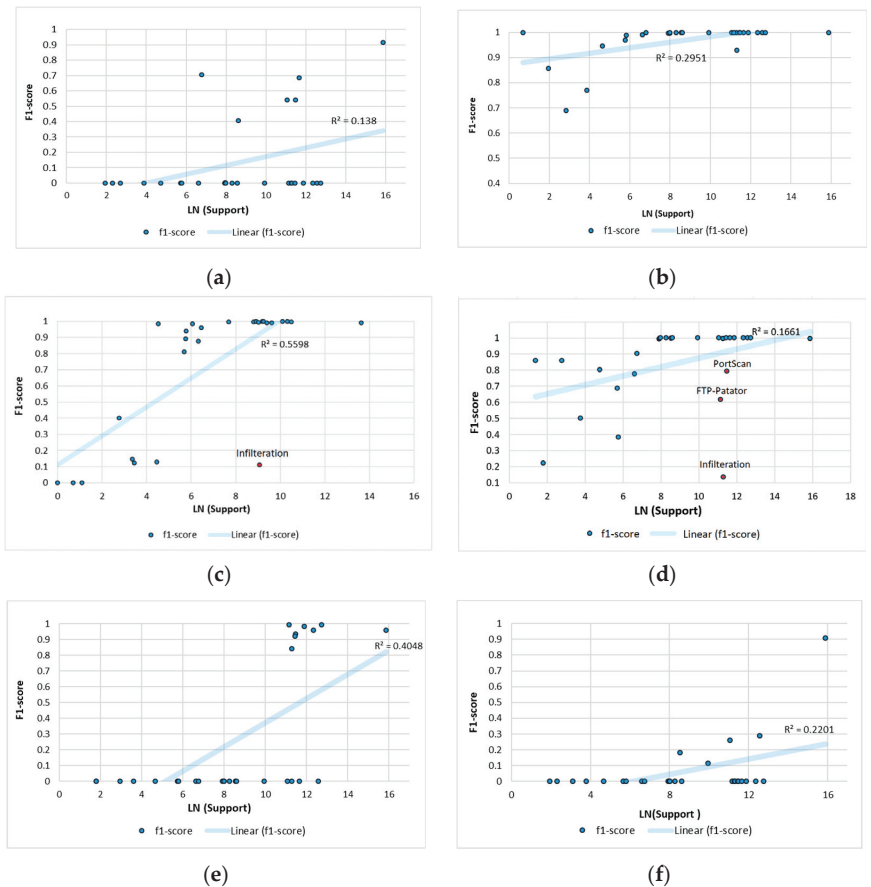 1
0.9
0.8
0.7
0.6
0.5
0.4
0.3
0.2
0.1
0
F1-score
R² = 0.138
0 2 4 6 8 10 12 14 16
LN (Support)
f1-score Linear (f1-score)
(a)
1
0.9
0.8
0.7
0.6
0.5
0.4
F1-score
R² = 0.2951
0 2 4 6 8 10 12 14 16
LN (Support)
f1-score Linear (f1-score)
(b)
1
0.9
0.8
0.7
0.6
0.5
0.4
0.3
0.2
0.1
0
F1-score
R² = 0.5598
Infilteration
0 2 4 6 8 10 12 14 16
LN (Support)
f1-score Linear (f1-score)
(c)
1
0.9
0.8
0.7
0.6
0.5
0.4
0.3
0.2
0.1
F1-score
R² = 0.1661
PortScan
FTP-Patator
Infilteration
0 2 4 6 8 10 12 14 16 18
LN (Support)
f1-score Linear (f1-score)
(d)
1
0.9
0.8
0.7
0.6
0.5
0.4
0.3
0.2
0.1
0
F1-score
R² = 0.4048
0 2 4 6 8 10 12 14 16
LN (Support)
f1-score Linear (f1-score)
(e)
1
0.9
0.8
0.7
0.6
0.5
0.4
0.3
0.2
0.1
0
F1-score
R² = 0.2201
0 2 4 6 8 10 12 14 16
LN(Support )
f1-score Linear (f1-score)
(f)